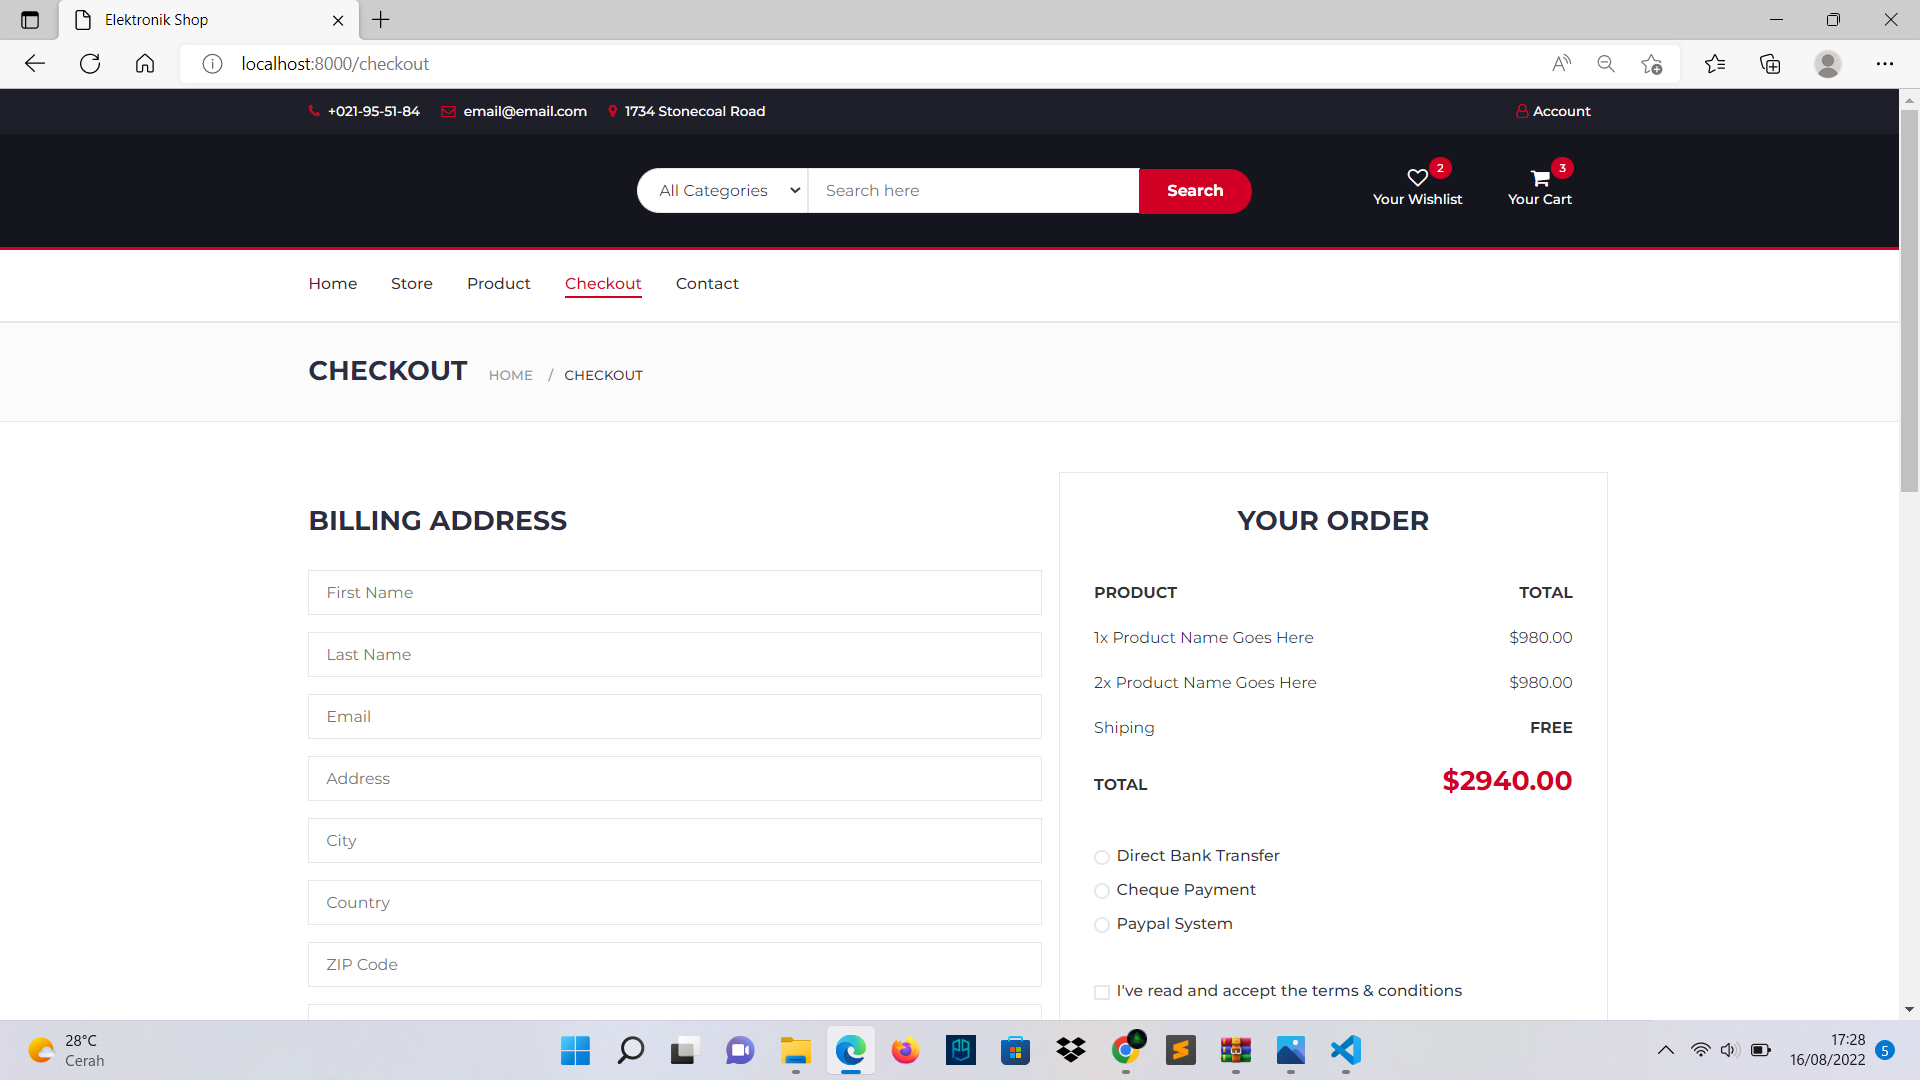 Elektronik Shop
localhost:8000/checkout
+021-95-51-84 email@email.com 1734 Stonecoal Road Account
All Categories Search here Search
2
3
Your Wishlist Your Cart
Home Store Product Checkout Contact
CHECKOUT HOME / CHECKOUT
BILLING ADDRESS
First Name
Last Name
Email
Address
City
Country
ZIP Code
YOUR ORDER
PRODUCT TOTAL
1x Product Name Goes Here $980.00
2x Product Name Goes Here $980.00
Shiping FREE
TOTAL $2940.00
Direct Bank Transfer
Cheque Payment
Paypal System
I've read and accept the terms & conditions
28°C
Cerah
17:28
16/08/2022
5